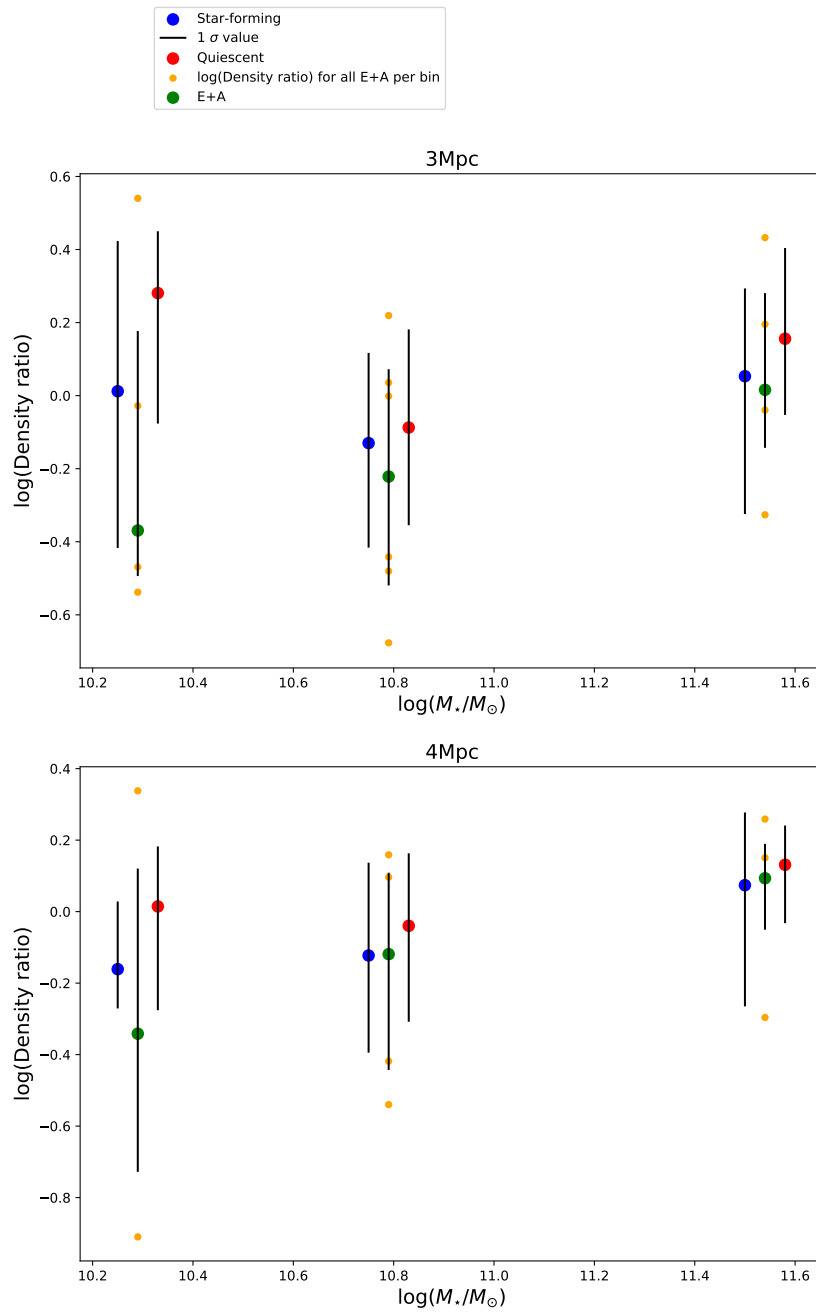 Star-forming
1 σ value
Quiescent
log(Density ratio) for all E+A per bin
E+A
3Mpc
0.6
0.4
0.2
0.0
−0.2
−0.4
−0.6
log(Density ratio)
10.2 10.4 10.6 10.8 11.0 11.2 11.4 11.6
log(M⋆/M⊙)
4Mpc
0.4
0.2
0.0
−0.2
−0.4
−0.6
−0.8
log(Density ratio)
10.2 10.4 10.6 10.8 11.0 11.2 11.4 11.6
log(M⋆/M⊙)